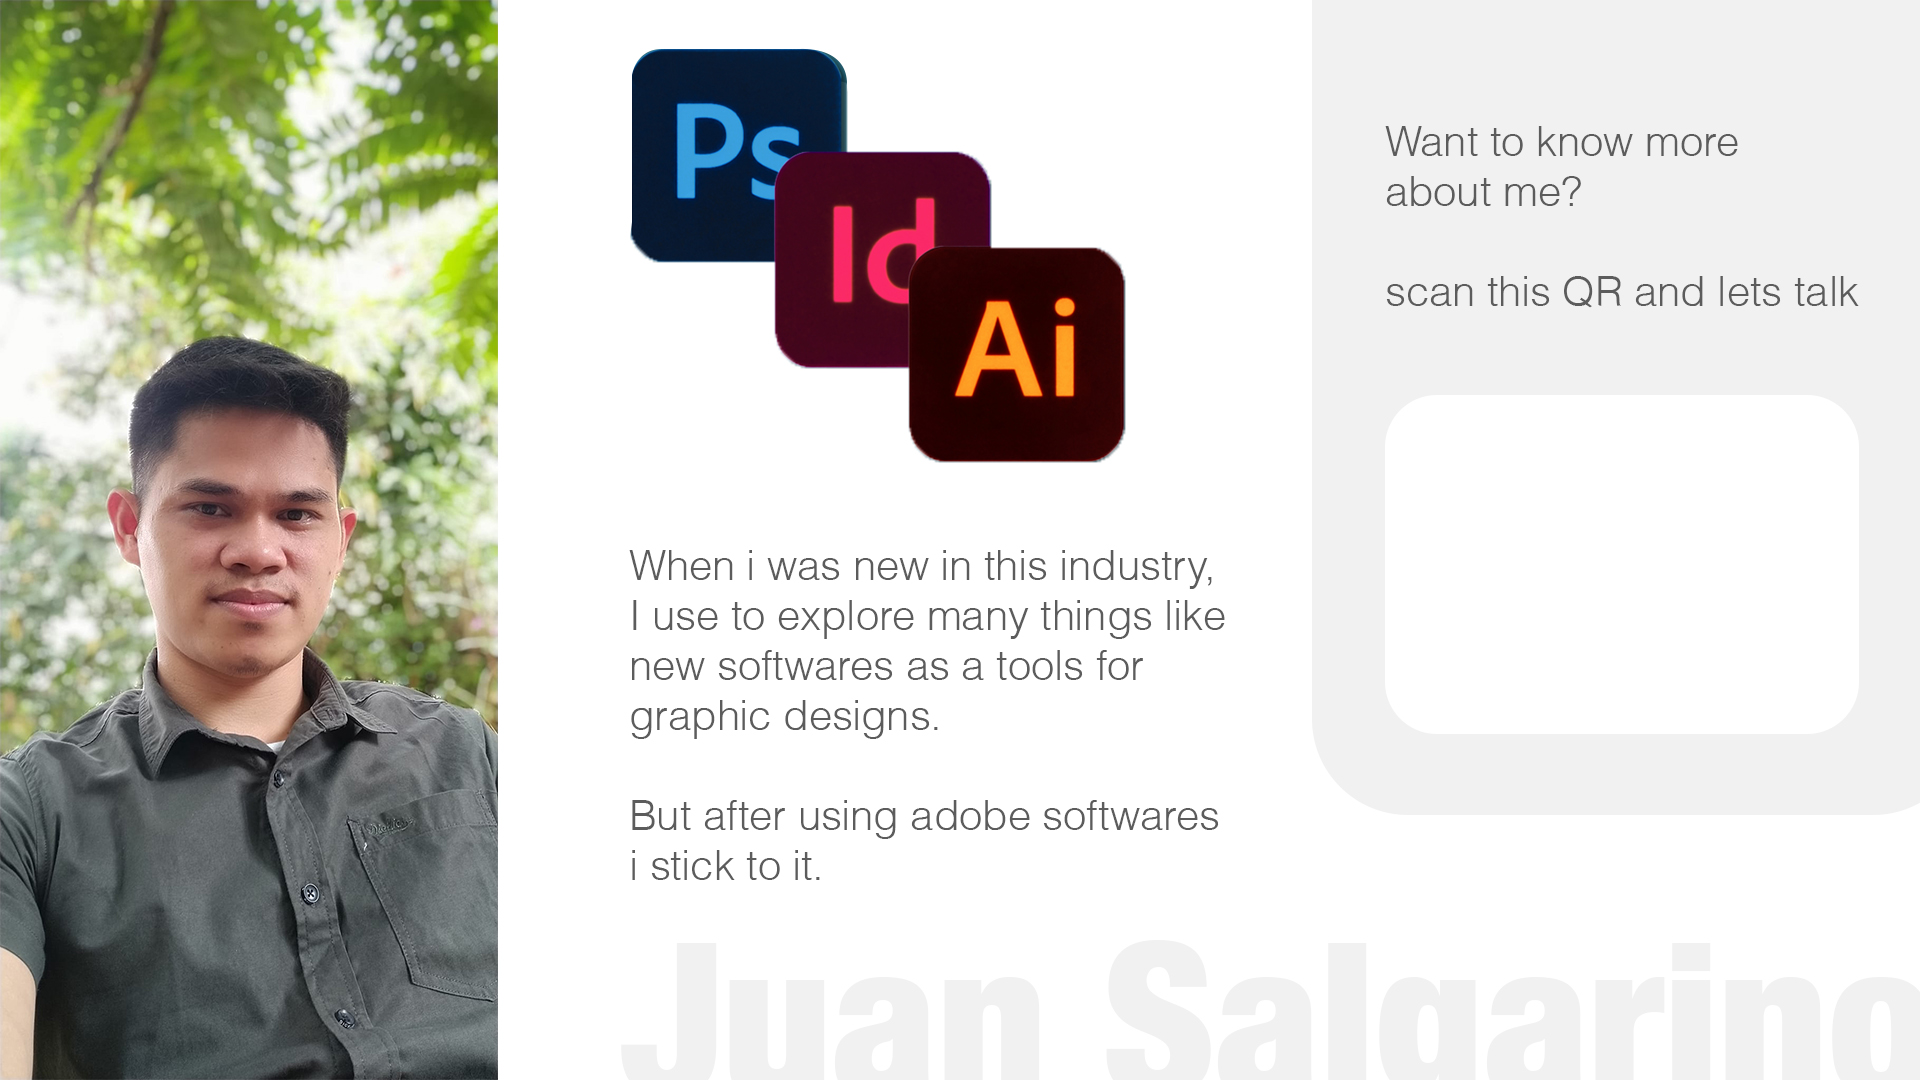 Ps
Id
Ai
When i was new in this industry,
I use to explore many things like
new softwares as a tools for
graphic designs.
But after using adobe softwares
i stick to it.
Want to know more
about me?
scan this QR and lets talk
Juan Salgarino